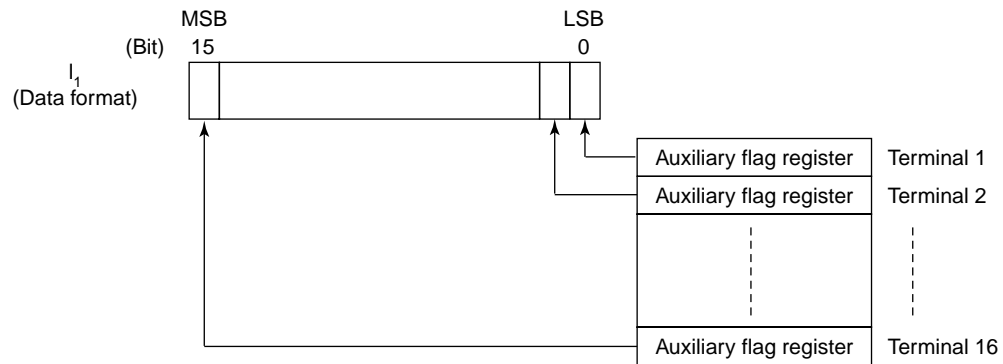 MSB LSB
(Bit) 15 0
I1
(Data format)
Auxiliary flag register Terminal 1
Auxiliary flag register Terminal 2
Auxiliary flag register Terminal 16